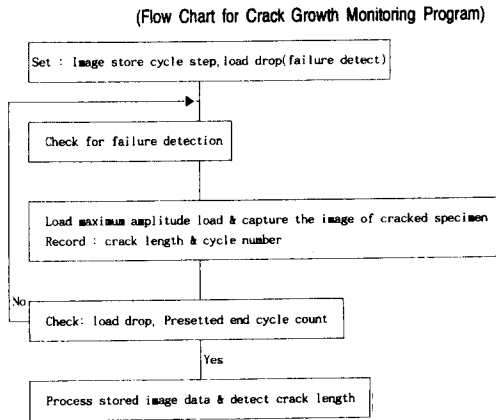 (Flow Chart for Crack Growth Monitoring Program)
Set : Image store cycle step,load drop(failure detect)
Check for failure detection
Load maximum amplitude load & capture the image of cracked specimen
Record : crack length & cycle number
No
Check: load drop, Presetted end cycle count
Yes
Process stored image data & detect crack length